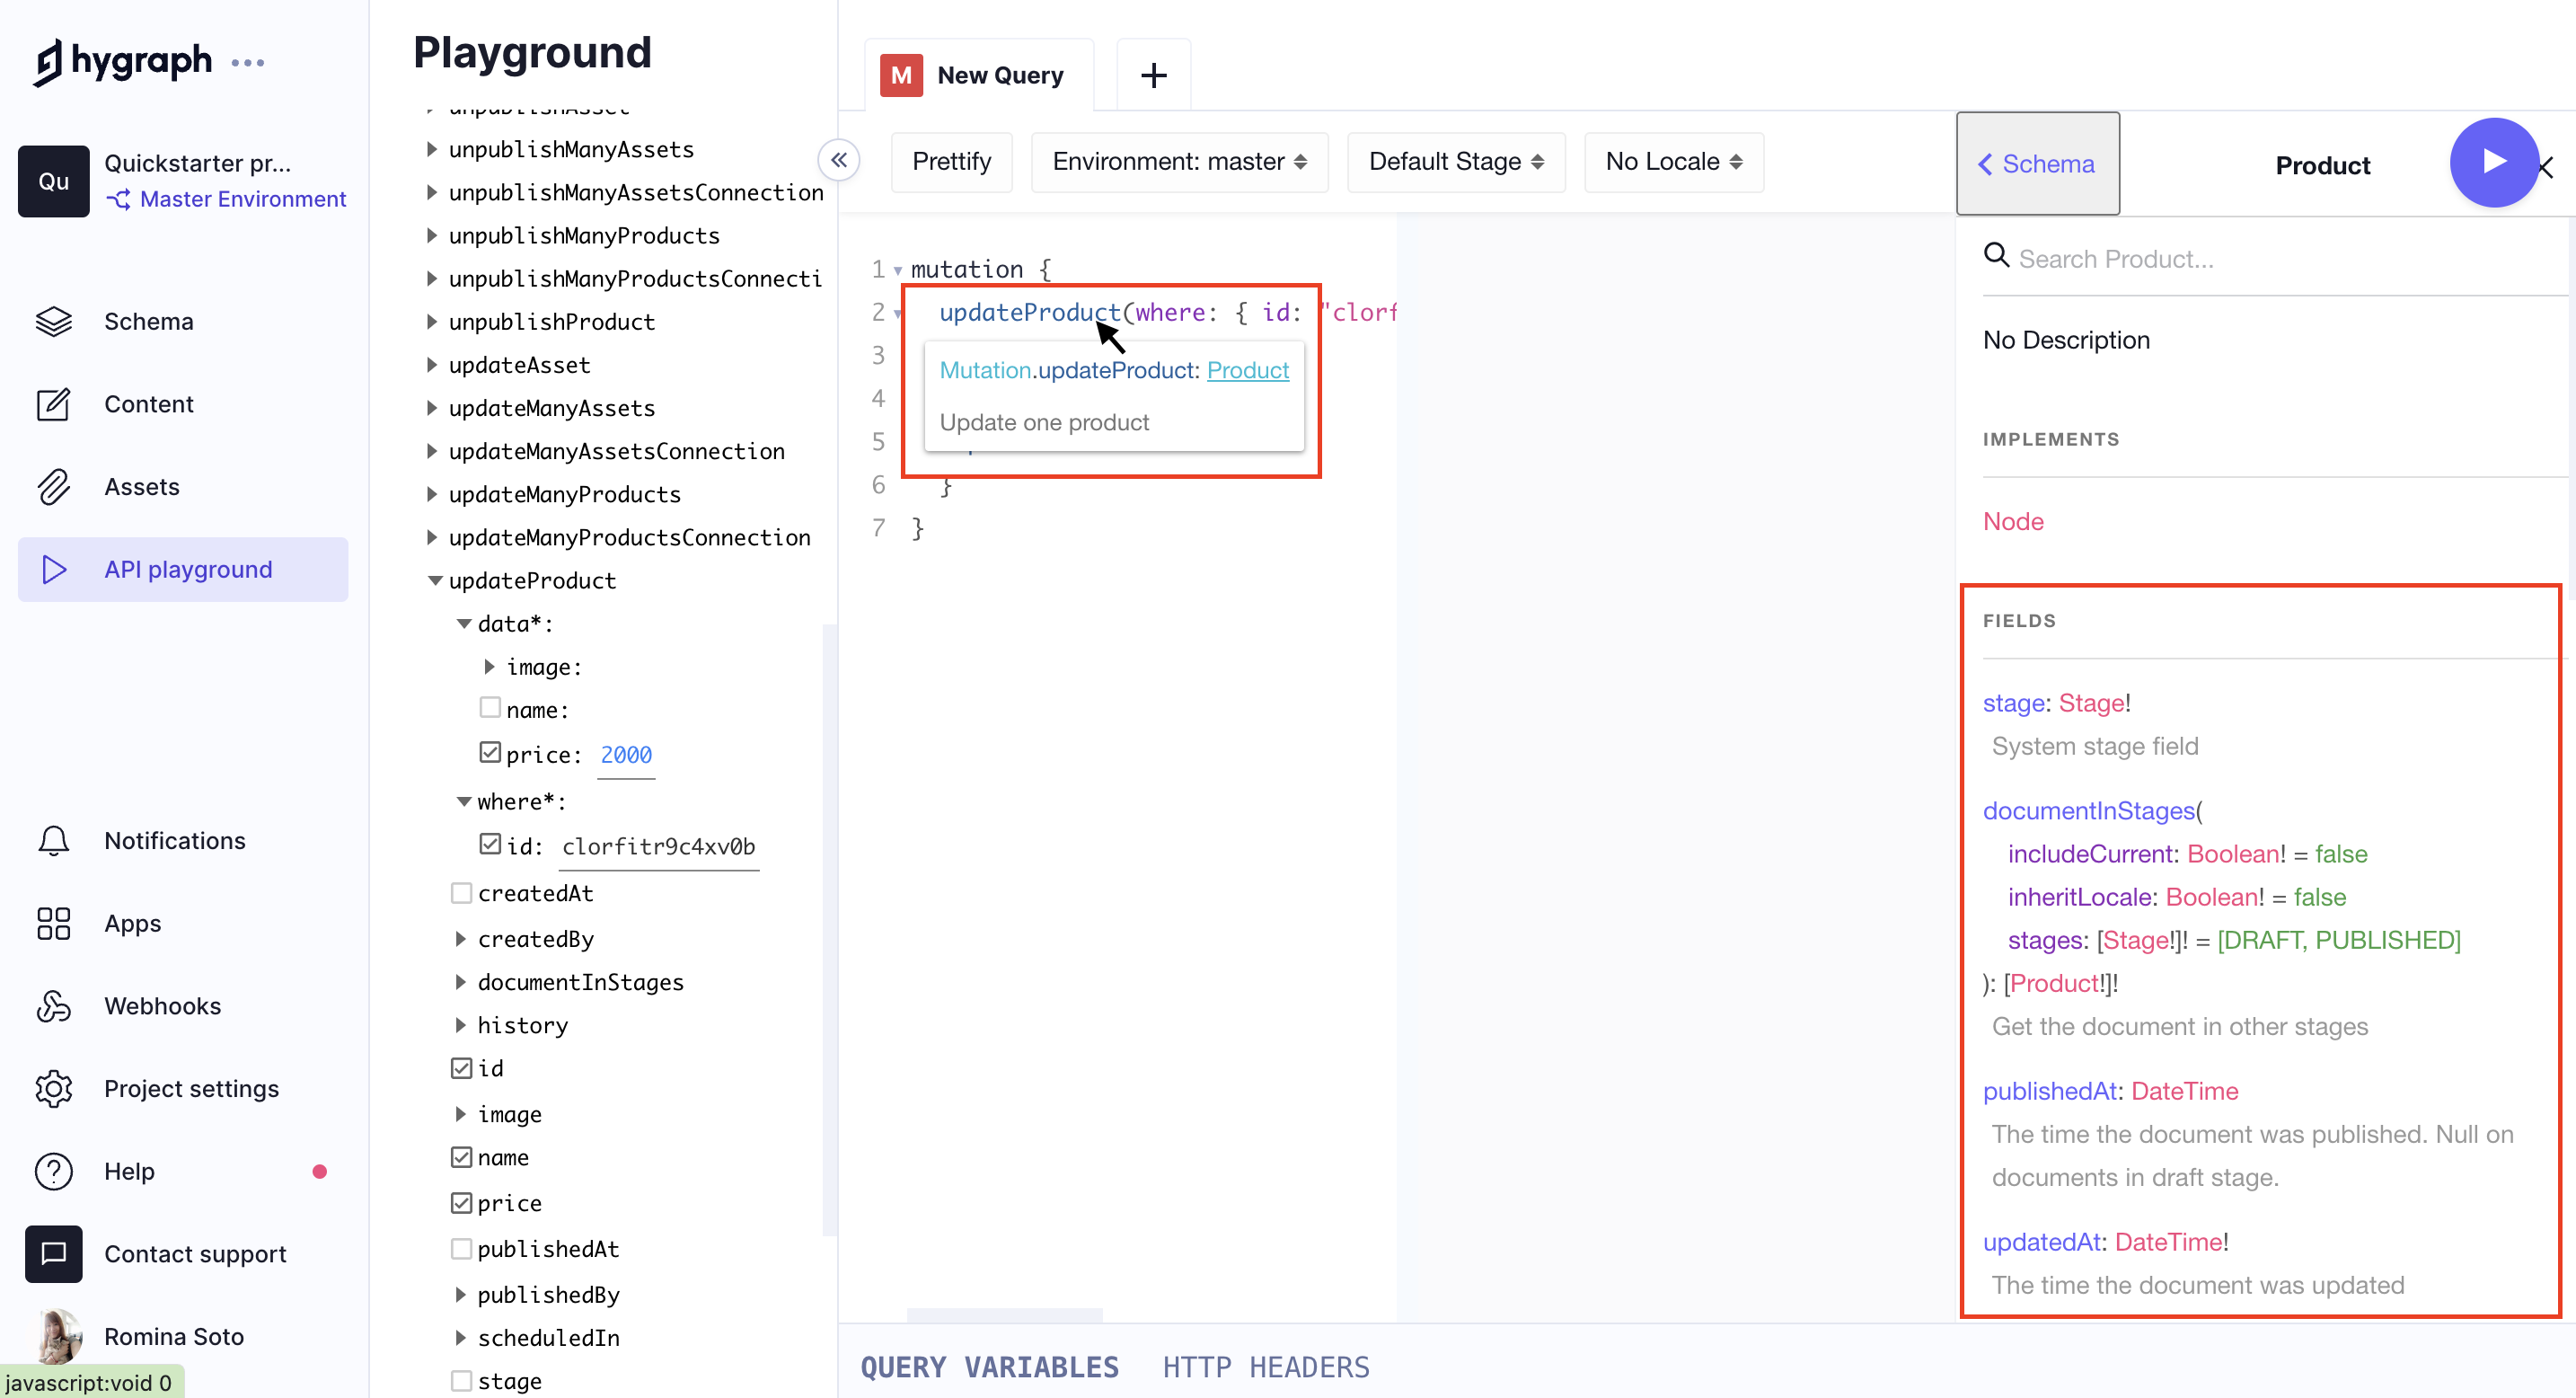 hygraph
Qu
Quickstarter pr...
Master Environment
Schema
Content
Assets
API playground
Notifications
Apps
Webhooks
Project settings
Help
Contact support
Romina Soto
javascript:void 0
Playground
unpublishAsset
unpublishManyAssets
unpublishManyAssetsConnection
unpublishManyProducts
unpublishManyProductsConnecti
unpublishProduct
updateAsset
updateManyAssets
updateManyAssetsConnection
updateManyProducts
updateManyProductsConnection
updateProduct
data*:
image:
name:
price: 2000
where*:
id: clorfitr9c4xv0b
createdAt
createdBy
documentInStages
history
id
image
name
price
publishedAt
publishedBy
scheduledIn
stage
M New Query
+
Prettify
Environment: master
Default Stage
No Locale
1 mutation {
2 updateProduct(where: { id: "clorf
3
4
5
6 }
7 }
Mutation.updateProduct: Product
Update one product
QUERY VARIABLES HTTP HEADERS
Schema
Product
Search Product...
No Description
IMPLEMENTS
Node
FIELDS
stage: Stage!
System stage field
documentInStages(
includeCurrent: Boolean! = false
inheritLocale: Boolean! = false
stages: [Stage!]! = [DRAFT, PUBLISHED]
): [Product!]!
Get the document in other stages
publishedAt: DateTime
The time the document was published. Null on
documents in draft stage.
updatedAt: DateTime!
The time the document was updated